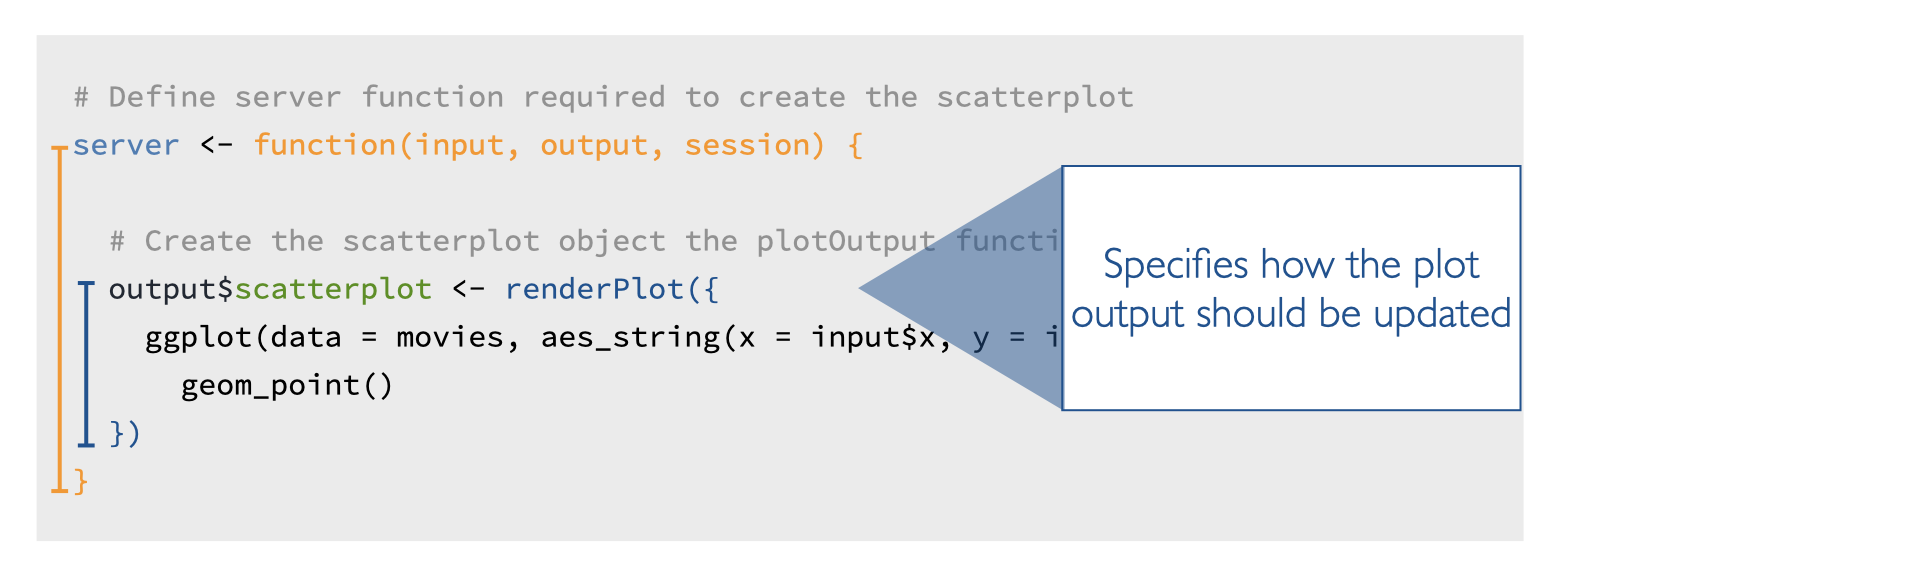 # Define server function required to create the scatterplot
server <- function(input, output, session) {
# Create the scatterplot object the plotOutput
output$scatterplot <- renderPlot({
ggplot(data = movies, aes_string(x = input$x, y =
geom_point()
})
}
Specifies how the plot
output should be updated